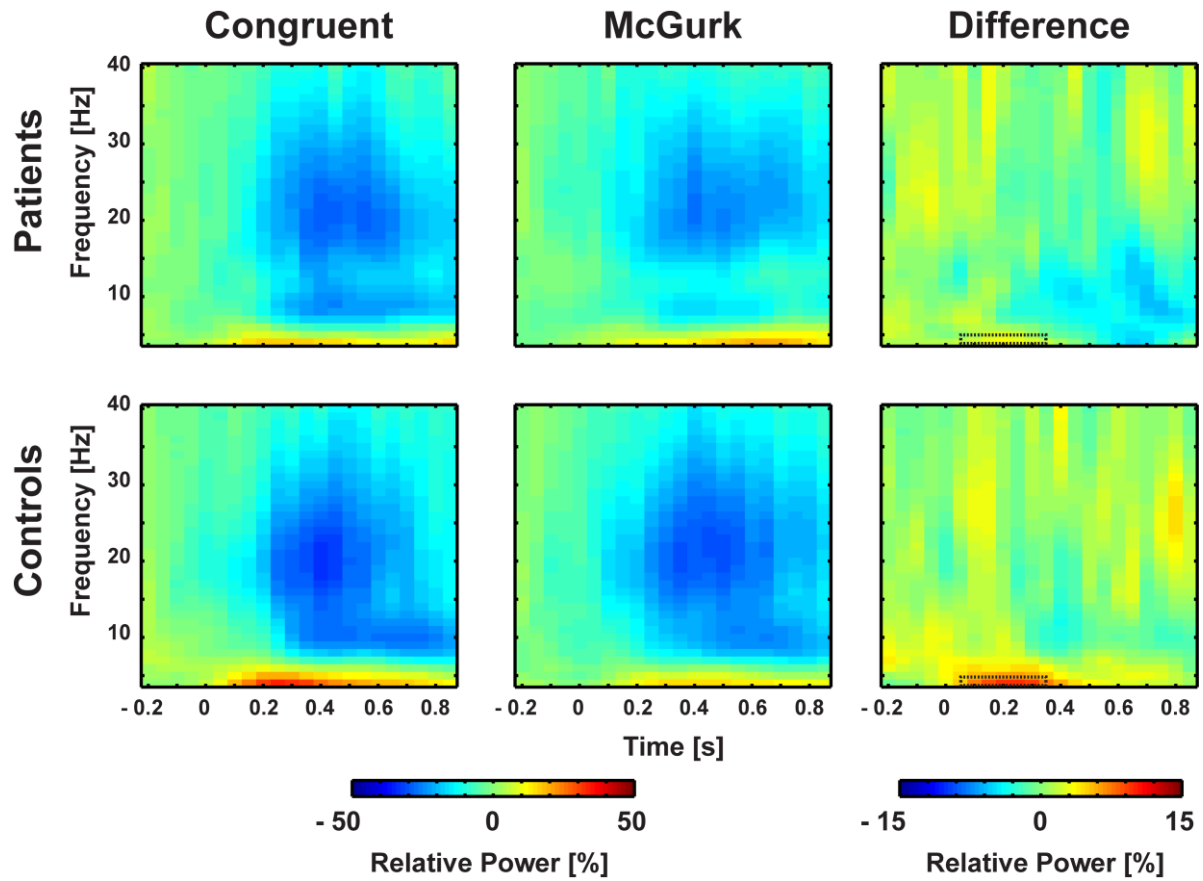 Congruent McGurk Difference
Patients
Frequency [Hz]
40
30
20
10
Controls
Frequency [Hz]
40
30
20
10
- 0.2 0 0.2 0.4 0.6 0.8 - 0.2 0 0.2 0.4 0.6 0.8 - 0.2 0 0.2 0.4 0.6 0.8
Time [s]
- 50 0 50 - 15 0 15
Relative Power [%] Relative Power [%]